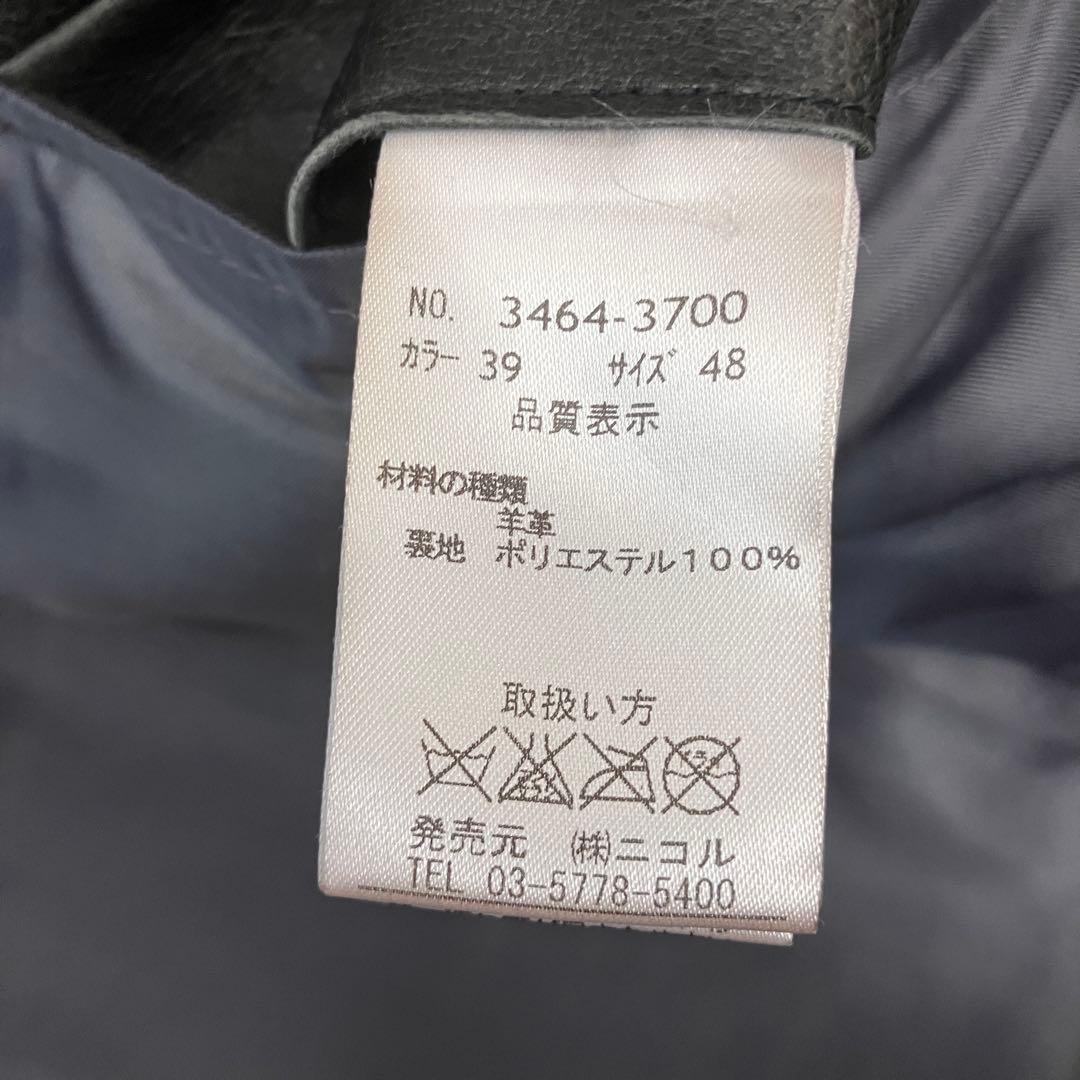 NO. 3464-3700
カラー 39 サイズ 48
品質表示
材料の種類
羊革
裏地 ポリエステル100%
取扱い方
発売元 (株)ニコル
TEL 03-5778-5400